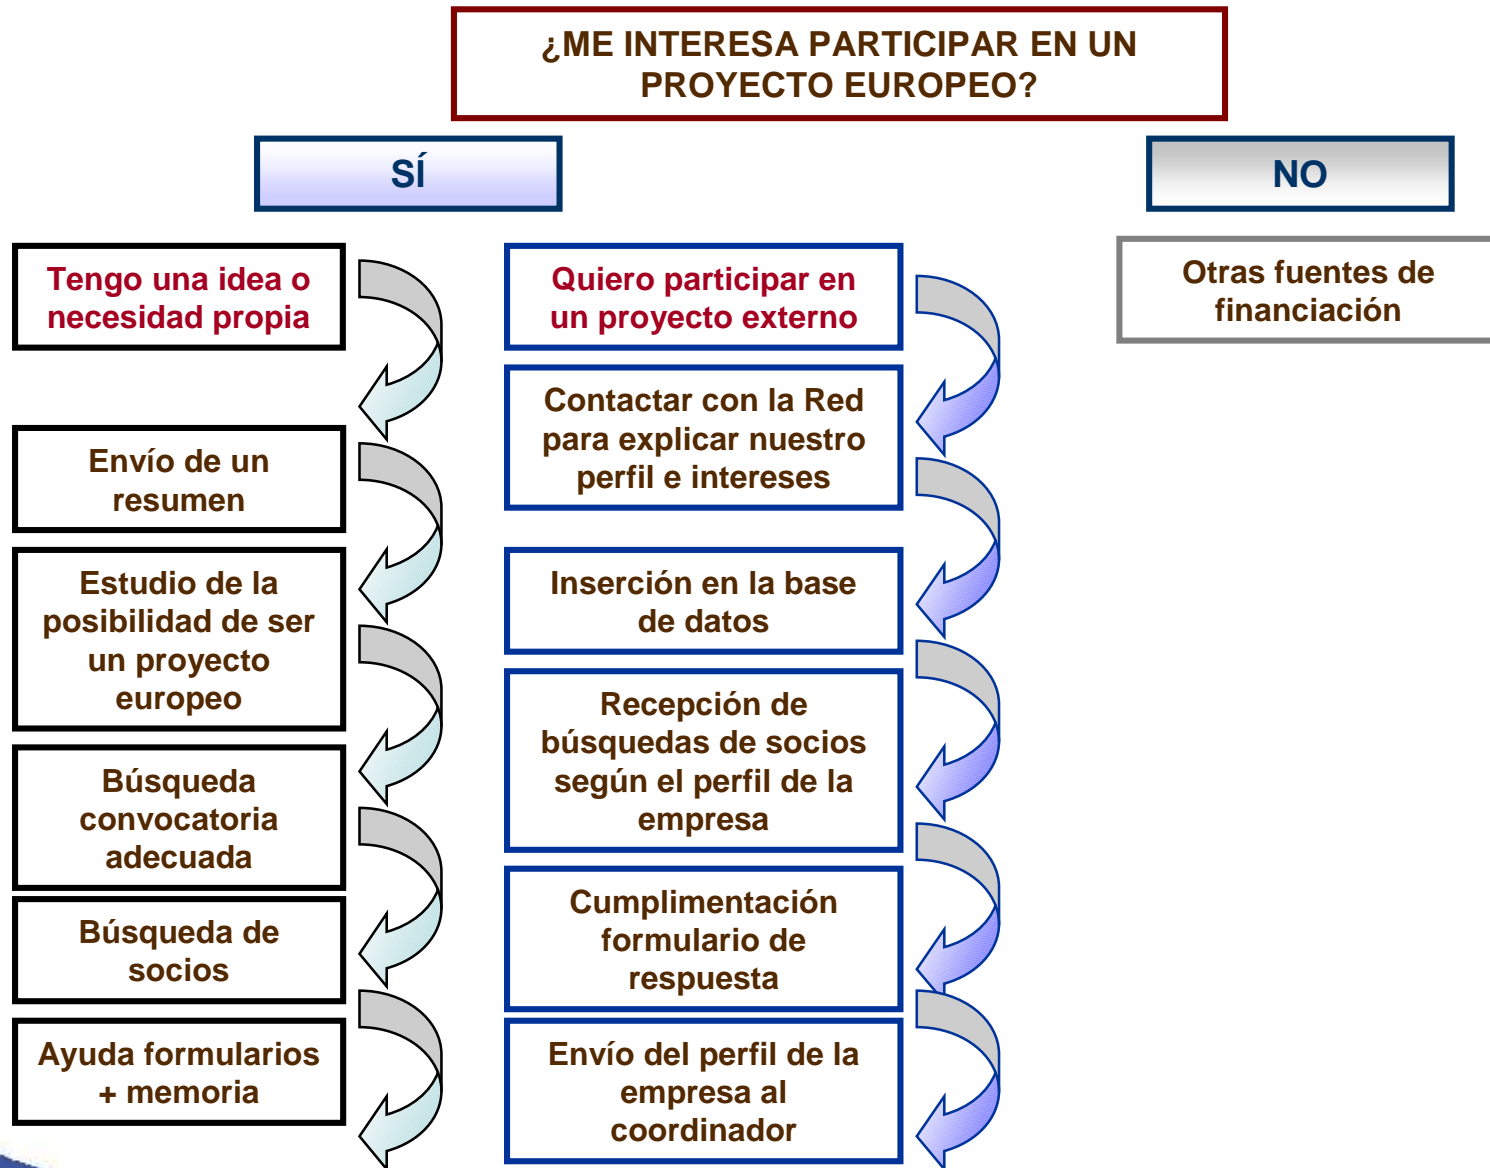 ¿ME INTERESA PARTICIPAR EN UN
PROYECTO EUROPEO?
SÍ
NO
Tengo una idea o
necesidad propia
Envío de un
resumen
Estudio de la
posibilidad de ser
un proyecto
europeo
Búsqueda
convocatoria
adecuada
Búsqueda de
socios
Ayuda formularios
+ memoria
Quiero participar en
un proyecto externo
Contactar con la Red
para explicar nuestro
perfil e intereses
Inserción en la base
de datos
Recepción de
búsquedas de socios
según el perfil de la
empresa
Cumplimentación
formulario de
respuesta
Envío del perfil de la
empresa al
coordinador
Otras fuentes de
financiación